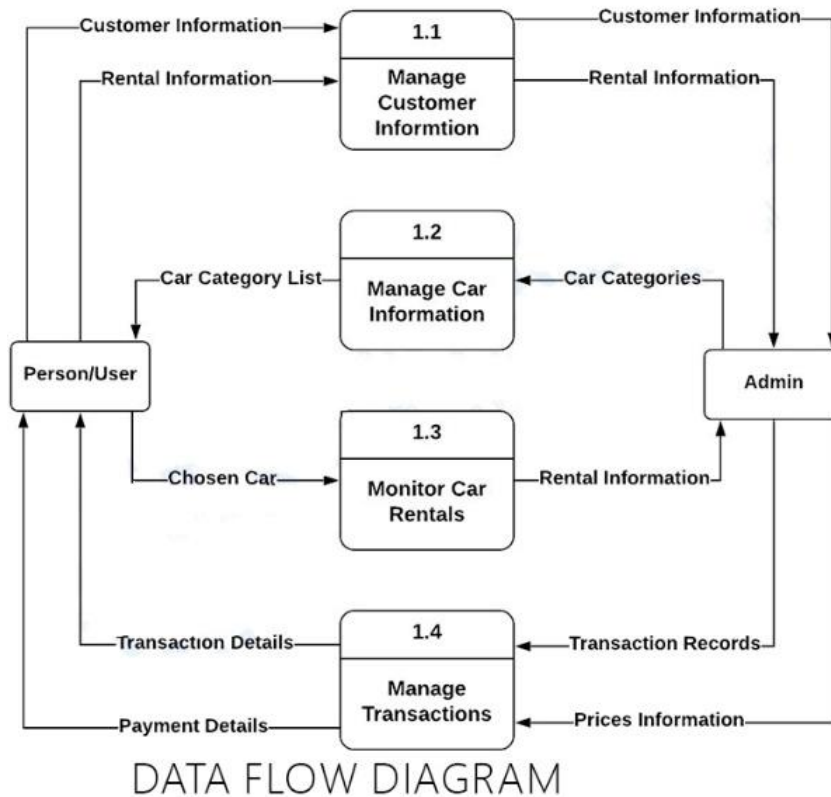 Customer Information
1.1
Customer Information
Rental Information
Manage
Customer
Informtion
Rental Information
1.2
Car Category List
Manage Car
Information
Car Categories
Person/User
Admin
1.3
Chosen Car
Monitor Car
Rentals
Rental Information
1.4
Transaction Details
Transaction Records
Manage
Transactions
Payment Details
Prices Information
DATA FLOW DIAGRAM